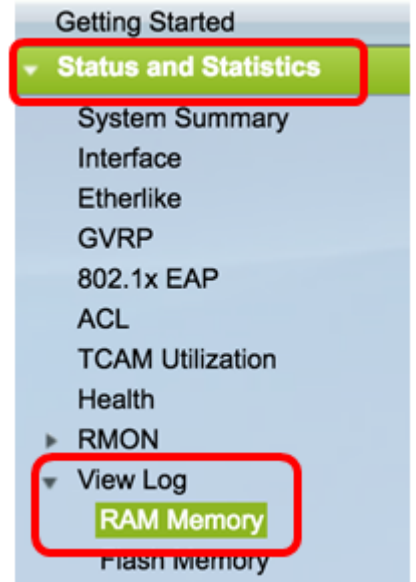 Getting Started
Status and Statistics
System Summary
Interface
Etherlike
GVRP
802.1x EAP
ACL
TCAM Utilization
Health
RMON
View Log
RAM Memory
Flash Memory